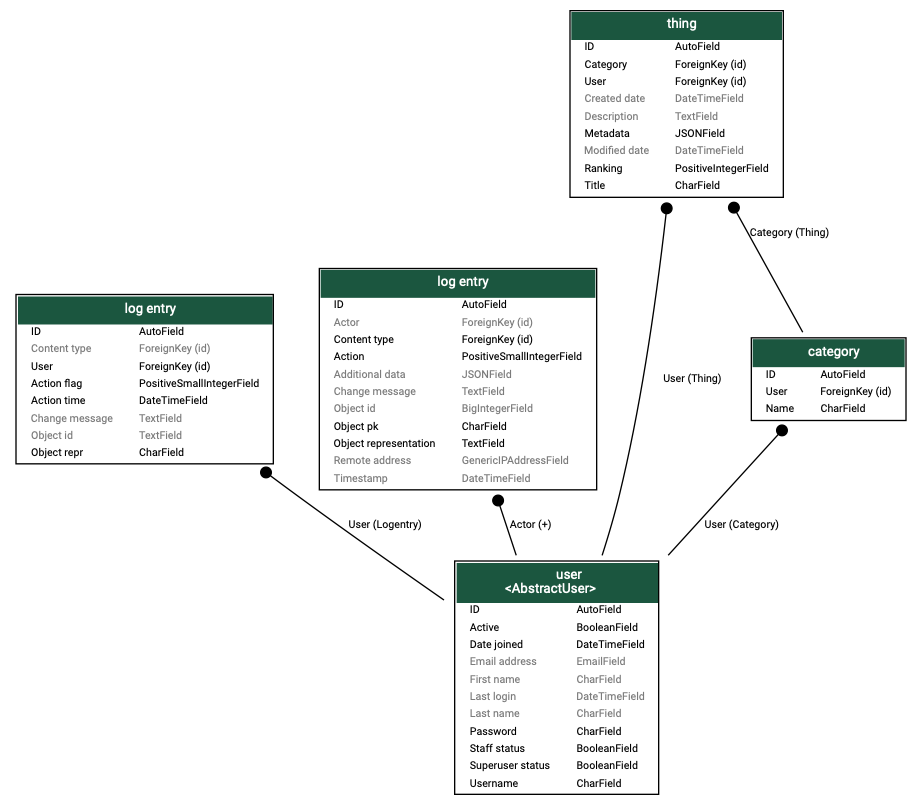 thing
ID AutoField
Category ForeignKey (id)
User ForeignKey (id)
Created date DateTimeField
Description TextField
Metadata JSONField
Modified date DateTimeField
Ranking PositiveIntegerField
Title CharField
Category (Thing)
log entry
ID AutoField
Actor ForeignKey (id)
Content type ForeignKey (id)
Action PositiveSmallIntegerField
Additional data JSONField
Change message TextField
Object id BigIntegerField
Object pk CharField
Object representation TextField
Remote address GenericIPAddressField
Timestamp DateTimeField
log entry
ID AutoField
Content type ForeignKey (id)
User ForeignKey (id)
Action flag PositiveSmallIntegerField
Action time DateTimeField
Change message TextField
Object id TextField
Object repr CharField
User (Thing)
category
ID AutoField
User ForeignKey (id)
Name CharField
User (Logentry)
Actor (+)
User (Category)
user
<AbstractUser>
ID AutoField
Active BooleanField
Date joined DateTimeField
Email address EmailField
First name CharField
Last login DateTimeField
Last name CharField
Password CharField
Staff status BooleanField
Superuser status BooleanField
Username CharField